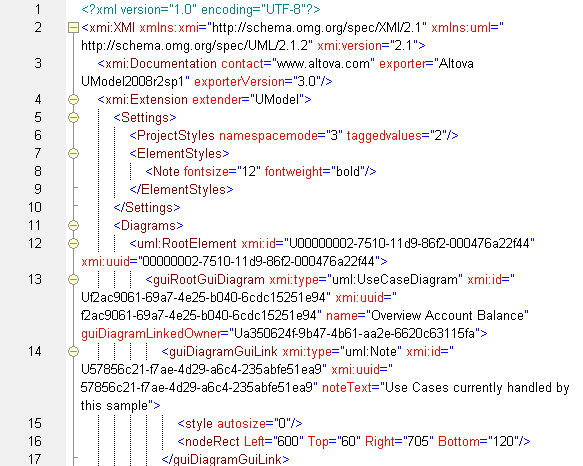 1 <?xml version="1.0" encoding="UTF-8"?>
2 <xmi:XMI xmlns:xmi="http://schema.omg.org/spec/XMI/2.1" xmlns:uml="
http://schema.omg.org/spec/UML/2.1.2" xmi:version="2.1">
3 <xmi:Documentation contact="www.altova.com" exporter="Altova
UModel2008r2sp1" exporterVersion="3.0"/>
4 <xmi:Extension extender="UModel">
5 <Settings>
6 <ProjectStyles namespacemode="3" taggedvalues="2"/>
7 <ElementStyles>
8 <Note fontsize="12" fontweight="bold"/>
9 </ElementStyles>
10 </Settings>
11 <Diagrams>
12 <uml:RootElement xmi:id="U00000002-7510-11d9-86f2-000476a22f44"
xmi:uuid="00000002-7510-11d9-86f2-000476a22f44">
13 <guiRootGuiDiagram xmi:type="uml:UseCaseDiagram" xmi:id="
Uf2ac9061-69a7-4e25-b040-6cdc15251e94" xmi:uuid="
f2ac9061-69a7-4e25-b040-6cdc15251e94" name="Overview Account Balance"
guiDiagramLinkedOwner="Ua350624f-9b47-4b61-aa2e-6620c63115fa">
14 <guiDiagramGuiLink xmi:type="uml:Note" xmi:id="
U57856c21-f7ae-4d29-a6c4-235abfe51ea9" xmi:uuid="
57856c21-f7ae-4d29-a6c4-235abfe51ea9" noteText="Use Cases currently handled by
this sample">
15 <style autosize="0"/>
16 <nodeRect Left="600" Top="60" Right="705" Bottom="120"/>
17 </guiDiagramGuiLink>